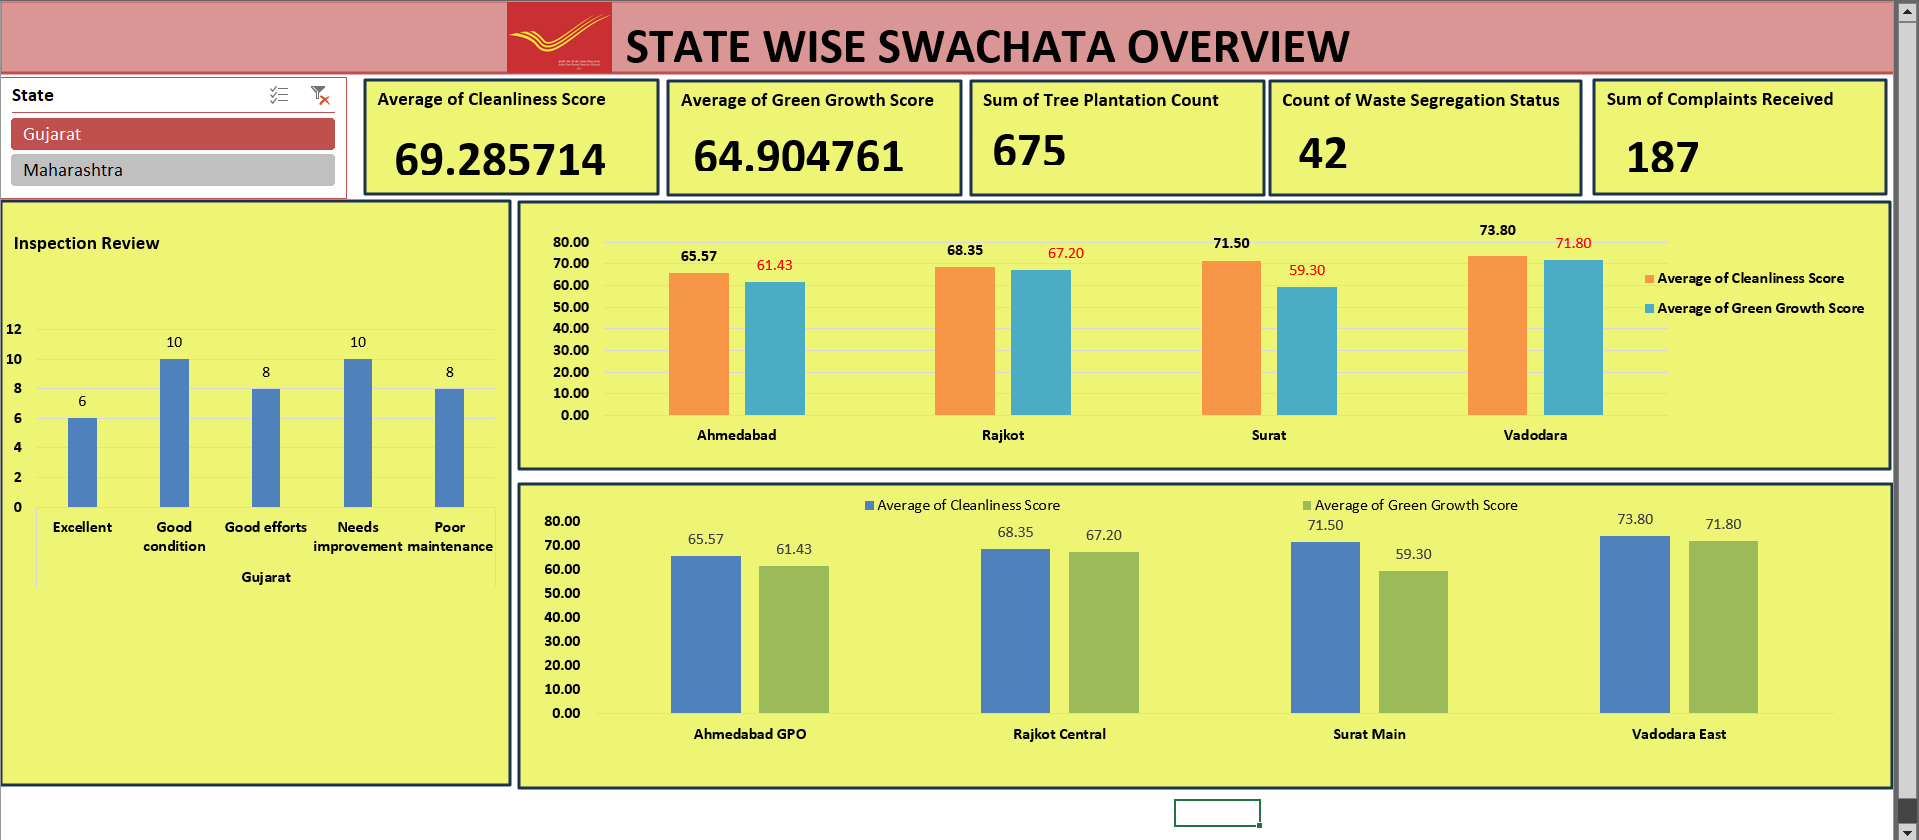 STATE WISE SWACHATA OVERVIEW
State
Gujarat
Maharashtra
Average of Cleanliness Score
69.285714
Average of Green Growth Score
64.904761
Sum of Tree Plantation Count
675
Count of Waste Segregation Status
42
Sum of Complaints Received
187
Inspection Review
12
10
8
6
4
2
0
6
10
8
10
8
Excellent
Good condition
Good efforts
Needs improvement
Poor maintenance
Gujarat
80.00
70.00
60.00
50.00
40.00
30.00
20.00
10.00
0.00
65.57
61.43
68.35
67.20
71.50
59.30
73.80
71.80
Ahmedabad
Rajkot
Surat
Vadodara
Average of Cleanliness Score
Average of Green Growth Score
Average of Cleanliness Score
Average of Green Growth Score
80.00
70.00
60.00
50.00
40.00
30.00
20.00
10.00
0.00
65.57
61.43
68.35
67.20
71.50
59.30
73.80
71.80
Ahmedabad GPO
Rajkot Central
Surat Main
Vadodara East